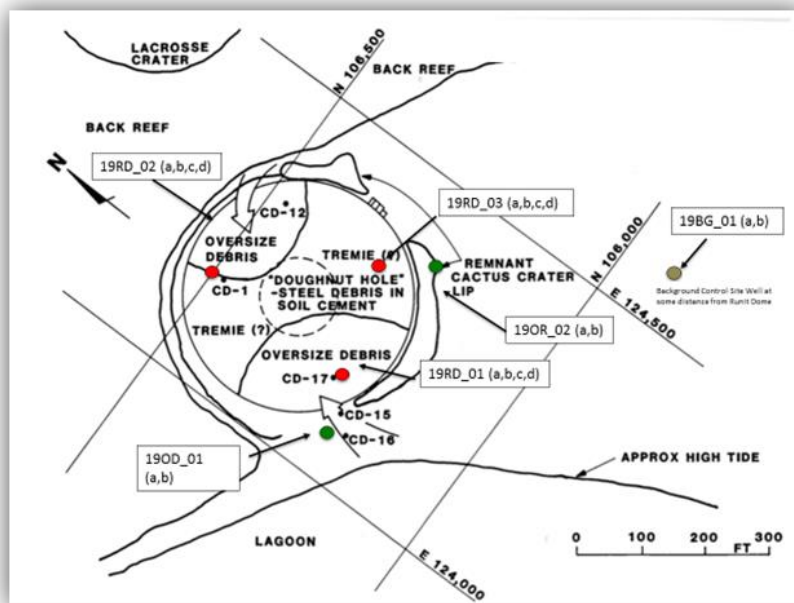 LACROSSE
CRATER
N 106,500
BACK REEF
BACK REEF
N
19RD_02 (a,b,c,d)
CD-12
19RD_03 (a,b,c,d)
OVERSIZE
DEBRIS
TREMIE (?)
19BG_01 (a,b)
REMNANT
CACTUS CRATER
LIP
N 106,000
CD-1
"DOUGHNUT HOLE"
-STEEL DEBRIS IN
SOIL CEMENT
Background Control Site Well at
some distance from Runit Dome
E 124,500
TREMIE (?)
19OR_02 (a,b)
OVERSIZE DEBRIS
CD-17
19RD_01 (a,b,c,d)
CD-15
CD-16
19OD_01
(a,b)
APPROX HIGH TIDE
LAGOON
E 124,000
0 100 200 300
FT